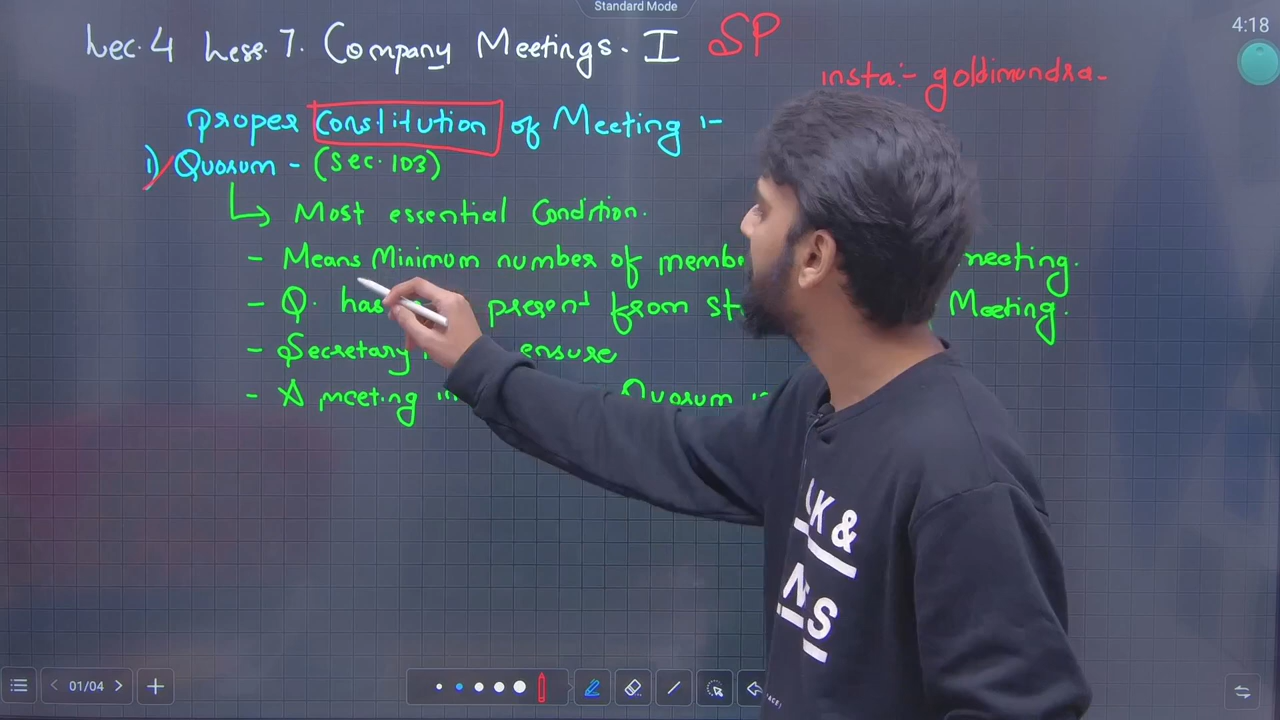 Standard Mode
4:18
Lec. 4 Less. 7. Company Meetings - I SP
insta:- goldimundra-
proper Constitution of Meeting :-
1) Quorum - (Sec. 103)
Most essential Condition.
- Means Minimum number of meeting.
- Q. has present from Meeting.
- Secretary ensure
- A meeting Quorum
K &
NS
01/04